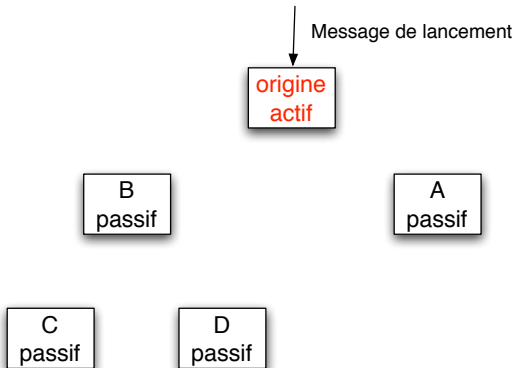 Message de lancement
origine
actif
B
passif
A
passif
C
passif
D
passif